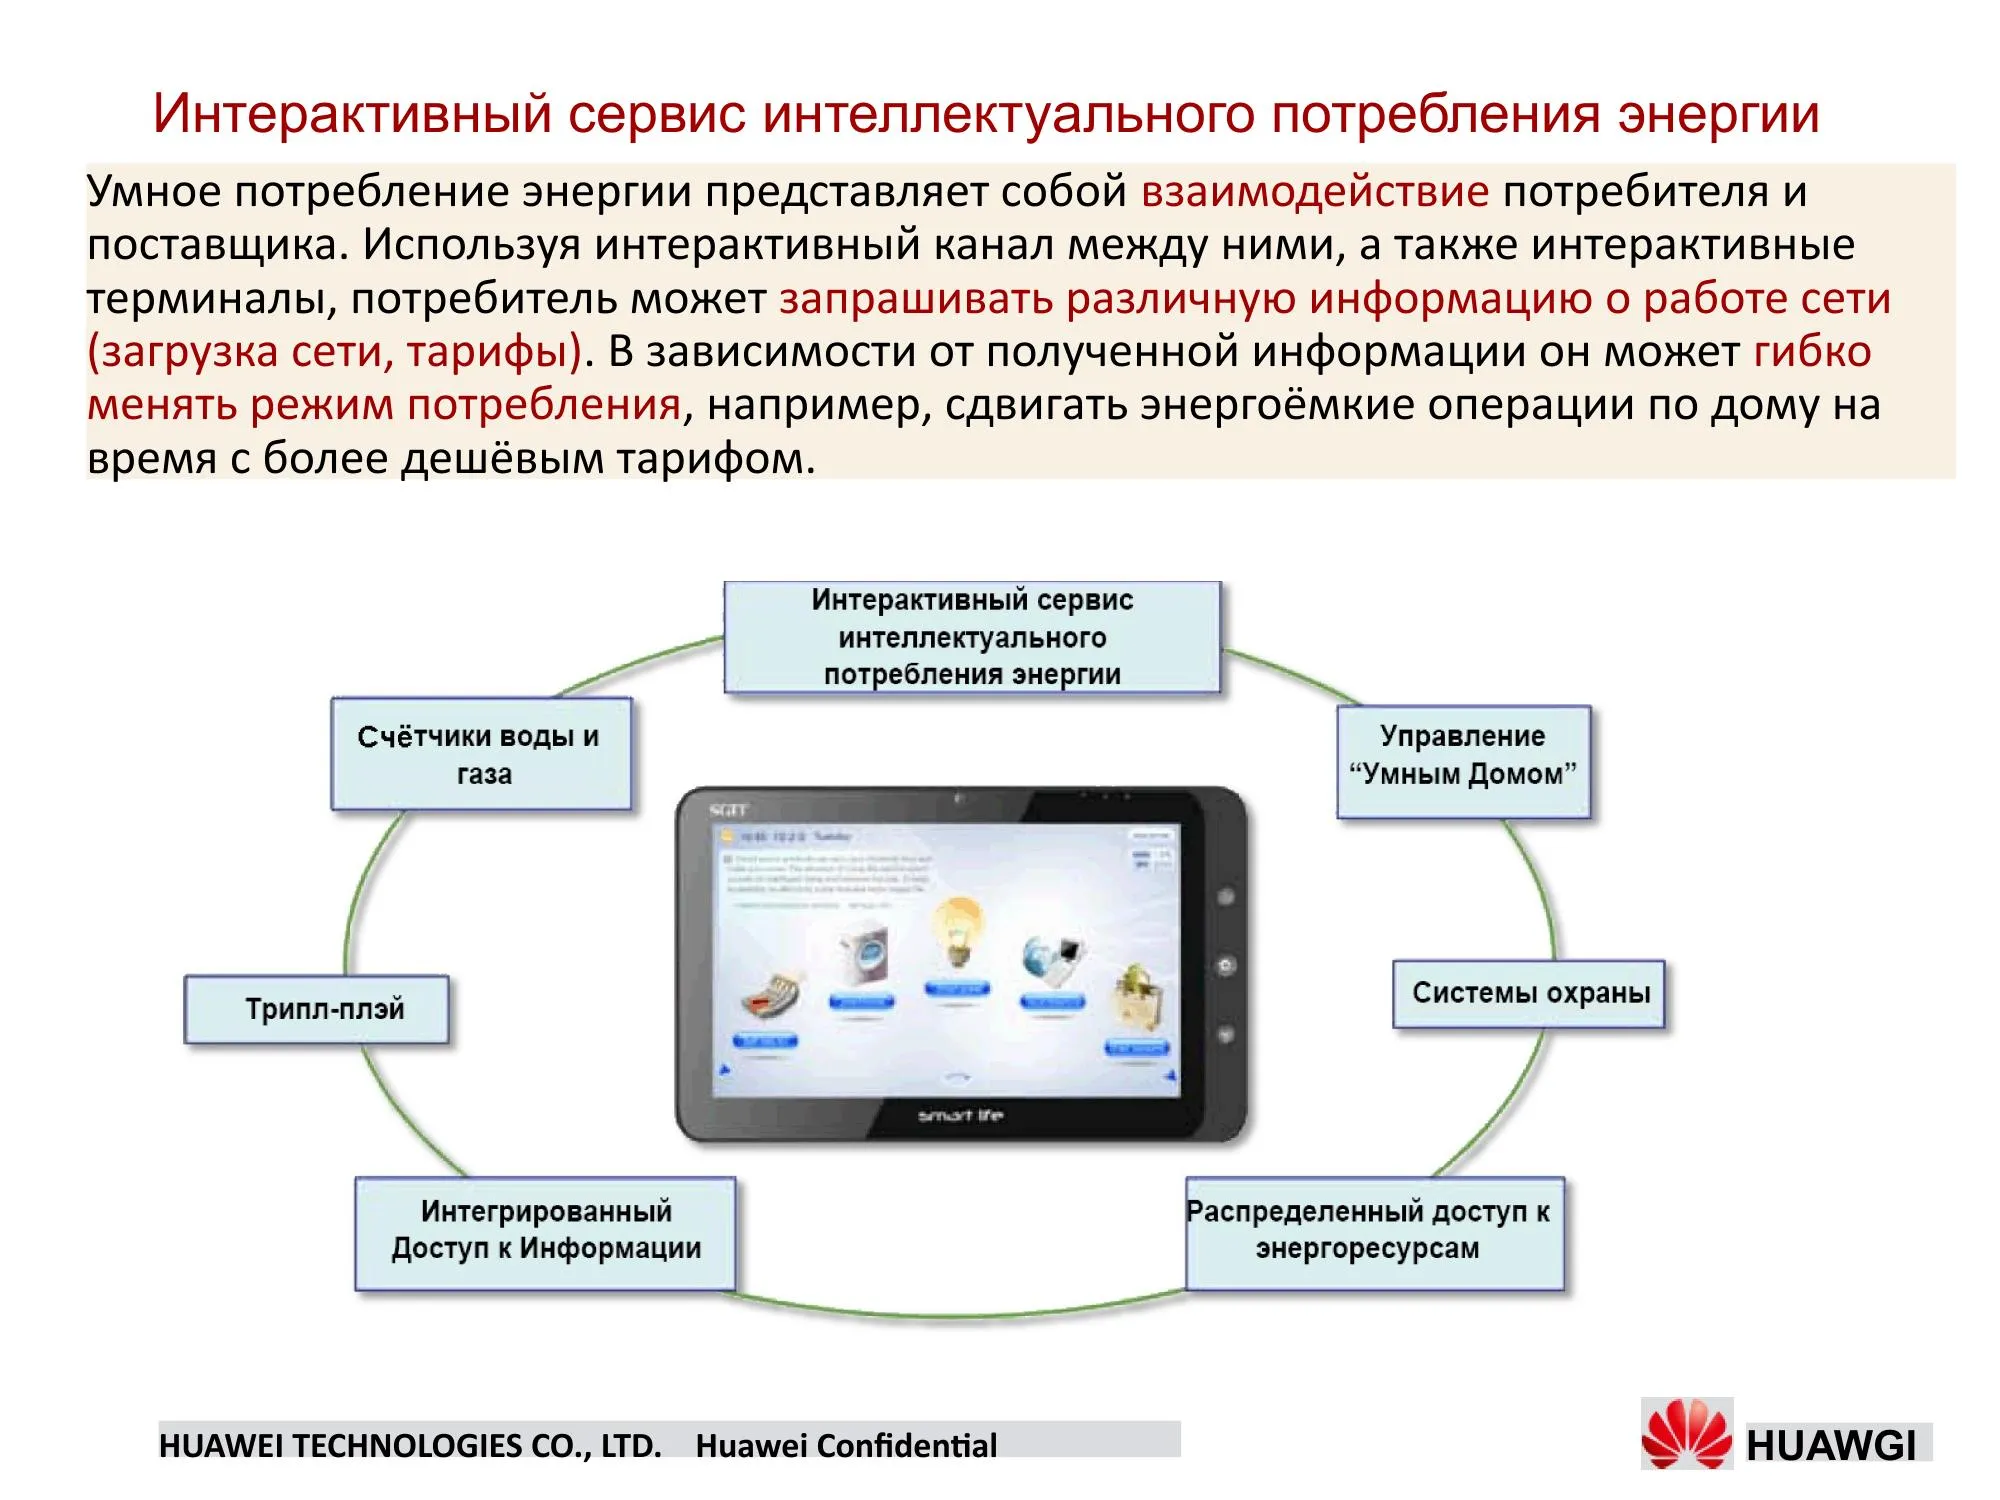 Интерактивный сервис интеллектуального потребления энергии
Умное потребление энергии представляет собой взаимодействие потребителя и
поставщика. Используя интерактивный канал между ними, а также интерактивные
терминалы, потребитель может запрашивать различную информацию о работе сети
(загрузка сети, тарифы). В зависимости от полученной информации он может гибко
менять режим потребления, например, сдвигать энергоёмкие операции по дому на
время с более дешёвым тарифом.
Интерактивный сервис
интеллектуального
потребления энергии
Счётчики воды и
газа
Управление
“Умным Домом”
SGIT
smart life
Трипл-плэй
Системы охраны
Интегрированный
Доступ к Информации
Распределенный доступ к
энергоресурсам
HUAWEI TECHNOLOGIES CO., LTD. Huawei Confidential
HUAWGI